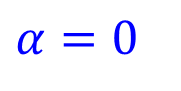 α = 0